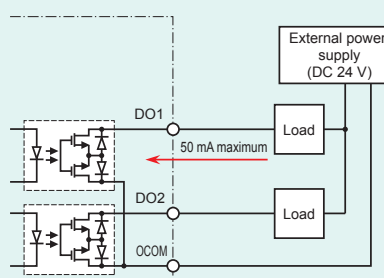 External power
supply
(DC 24 V)
DO1
Load
50 mA maximum
DO2
Load
OCOM